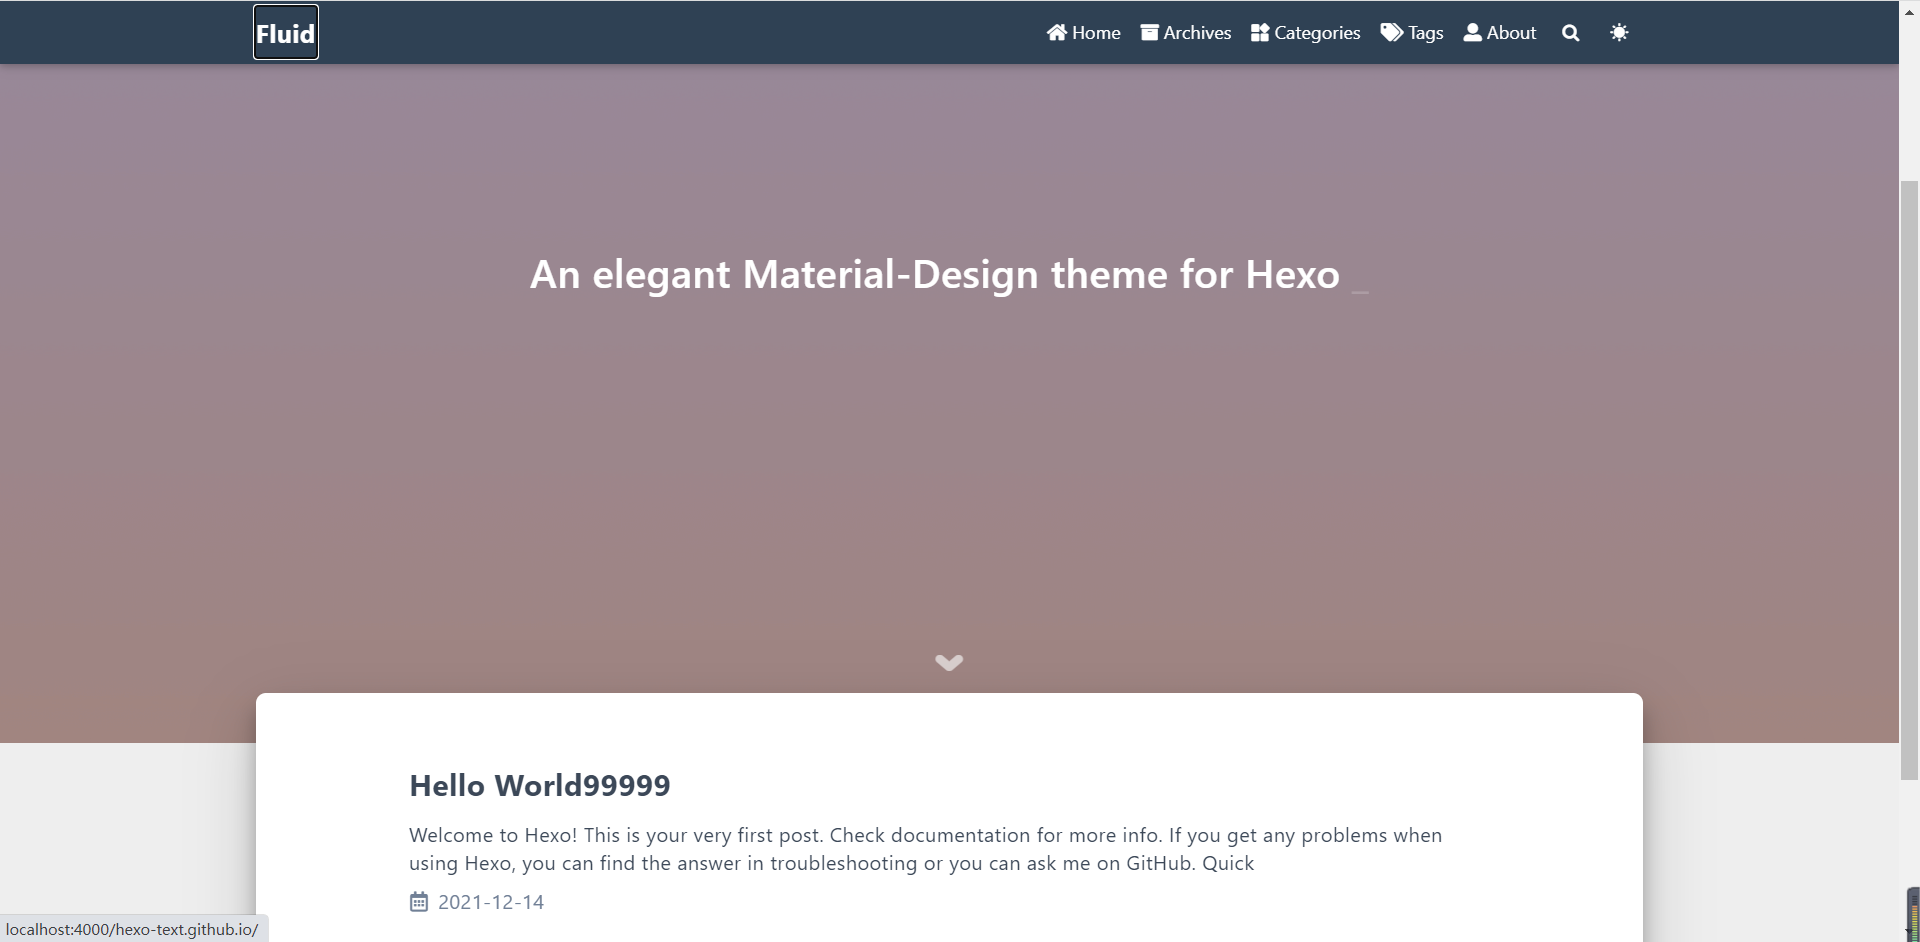 Fluid
Home Archives Categories Tags About
An elegant Material-Design theme for Hexo _
Hello World99999
Welcome to Hexo! This is your very first post. Check documentation for more info. If you get any problems when
using Hexo, you can find the answer in troubleshooting or you can ask me on GitHub. Quick
2021-12-14
localhost:4000/hexo-text.github.io/